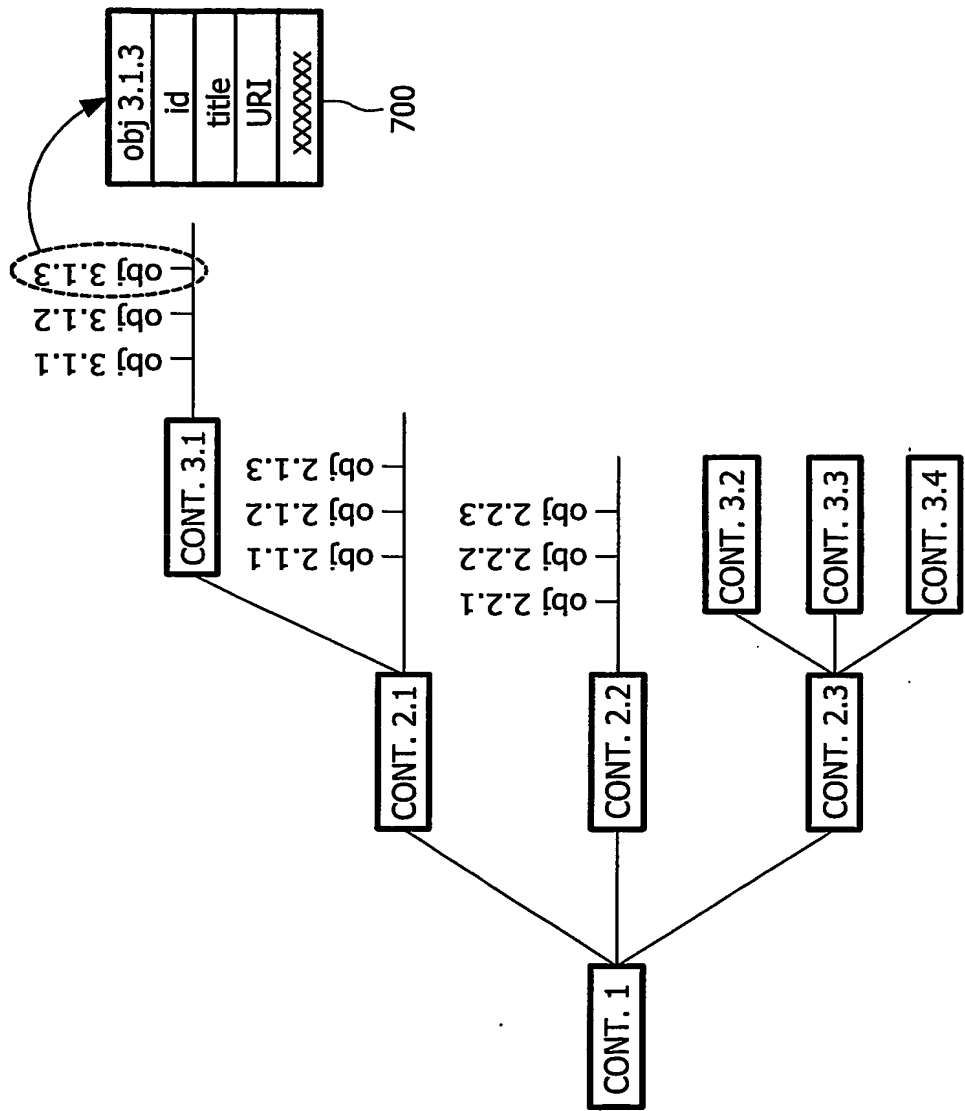 obj 3.1.3
id
title
URI
xxxxxxx
700
obj 3.1.1
obj 3.1.2
obj 3.1.3
CONT. 3.1
obj 2.1.1
obj 2.1.2
obj 2.1.3
CONT. 2.1
obj 2.2.1
obj 2.2.2
obj 2.2.3
CONT. 2.2
CONT. 3.2
CONT. 3.3
CONT. 3.4
CONT. 2.3
CONT. 1